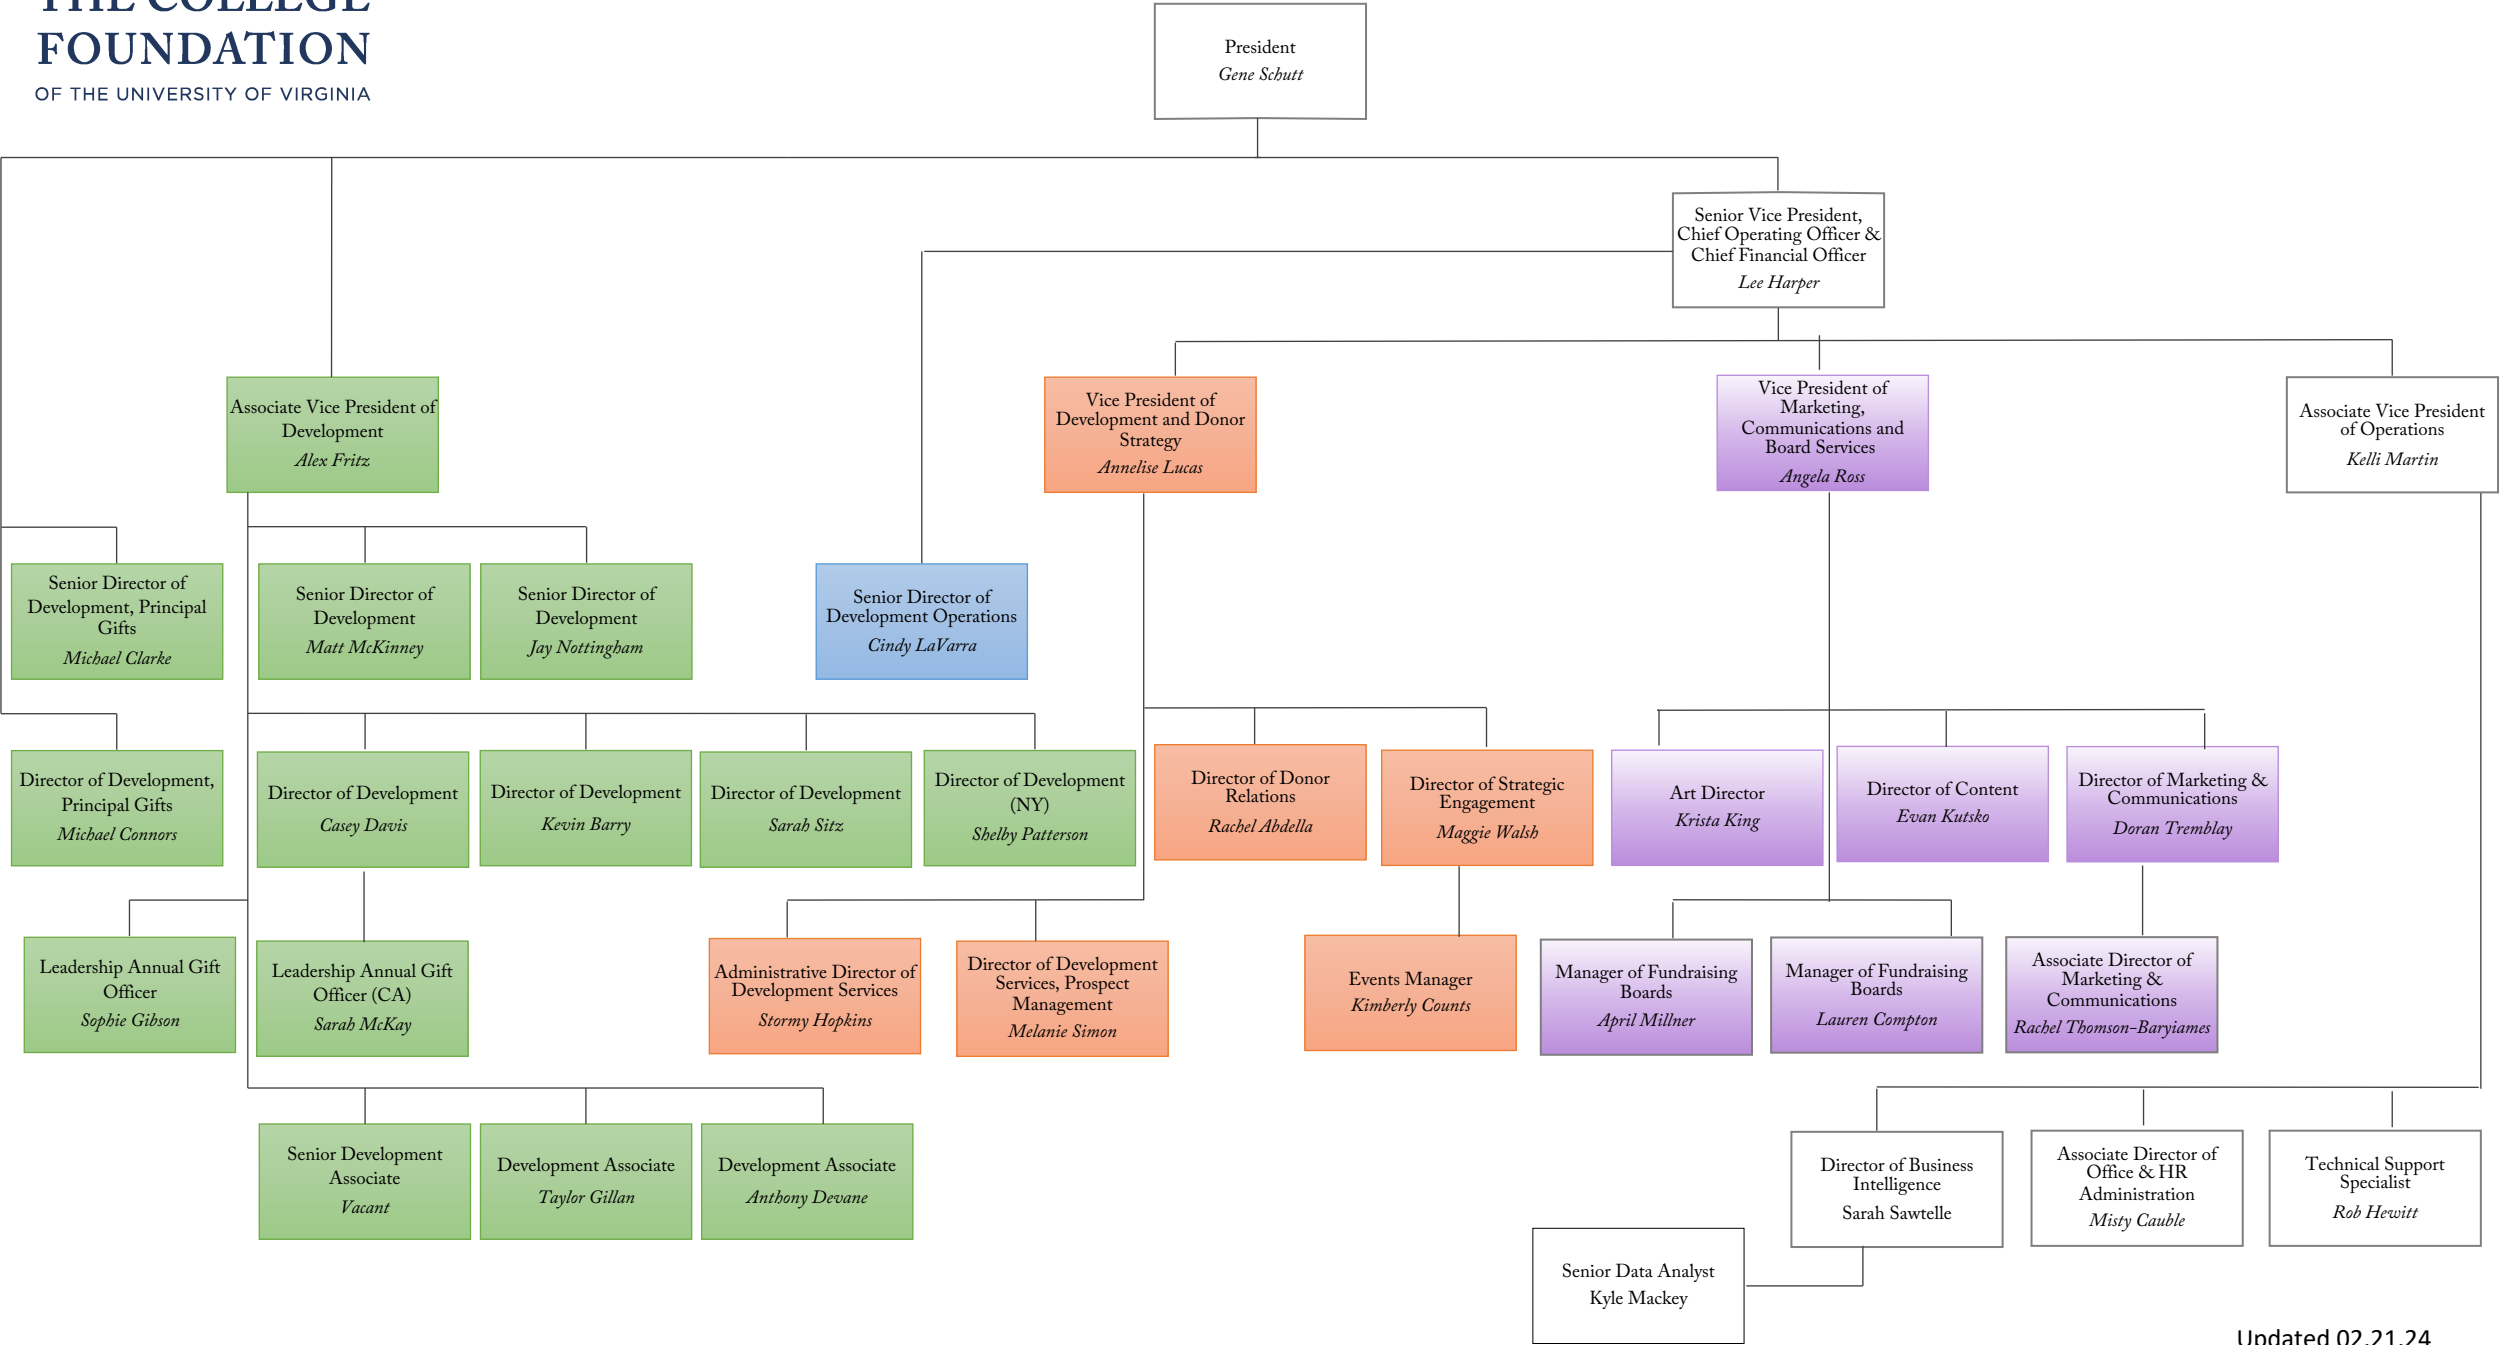 THE COLLEGE
FOUNDATION
OF THE UNIVERSITY OF VIRGINIA
President
Gene Schutt
Senior Vice President,
Chief Operating Officer &
Chief Financial Officer
Lee Harper
Associate Vice President of
Development
Alex Fritz
Vice President of
Development and Donor
Strategy
Annelise Lucas
Vice President of
Marketing,
Communications and
Board Services
Angela Ross
Associate Vice President
of Operations
Kelli Martin
Senior Director of
Development, Principal
Gifts
Michael Clarke
Senior Director of
Development
Matt McKinney
Senior Director of
Development
Jay Nottingham
Senior Director of
Development Operations
Cindy LaVarra
Director of Development,
Principal Gifts
Michael Connors
Director of Development
Casey Davis
Director of Development
Kevin Barry
Director of Development
Sarah Sitz
Director of Development
(NY)
Shelby Patterson
Director of Donor
Relations
Rachel Abdella
Director of Strategic
Engagement
Maggie Walsh
Art Director
Krista King
Director of Content
Evan Kutsko
Director of Marketing &
Communications
Doran Tremblay
Leadership Annual Gift
Officer
Sophie Gibson
Leadership Annual Gift
Officer (CA)
Sarah McKay
Administrative Director of
Development Services
Stormy Hopkins
Director of Development
Services, Prospect
Management
Melanie Simon
Events Manager
Kimberly Counts
Manager of Fundraising
Boards
April Millner
Manager of Fundraising
Boards
Lauren Compton
Associate Director of
Marketing &
Communications
Rachel Thomson-Baryiames
Senior Development
Associate
Vacant
Development Associate
Taylor Gillan
Development Associate
Anthony Devane
Director of Business
Intelligence
Sarah Sawtelle
Associate Director of
Office & HR
Administration
Misty Cauble
Technical Support
Specialist
Rob Hewitt
Senior Data Analyst
Kyle Mackey
Updated 02.21.24